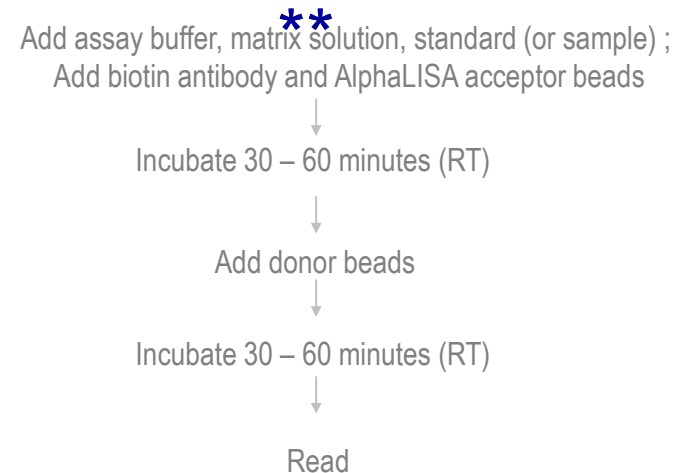 **
Add assay buffer, matrix solution, standard (or sample) ;
Add biotin antibody and AlphaLISA acceptor beads
Incubate 30 – 60 minutes (RT)
Add donor beads
Incubate 30 – 60 minutes (RT)
Read